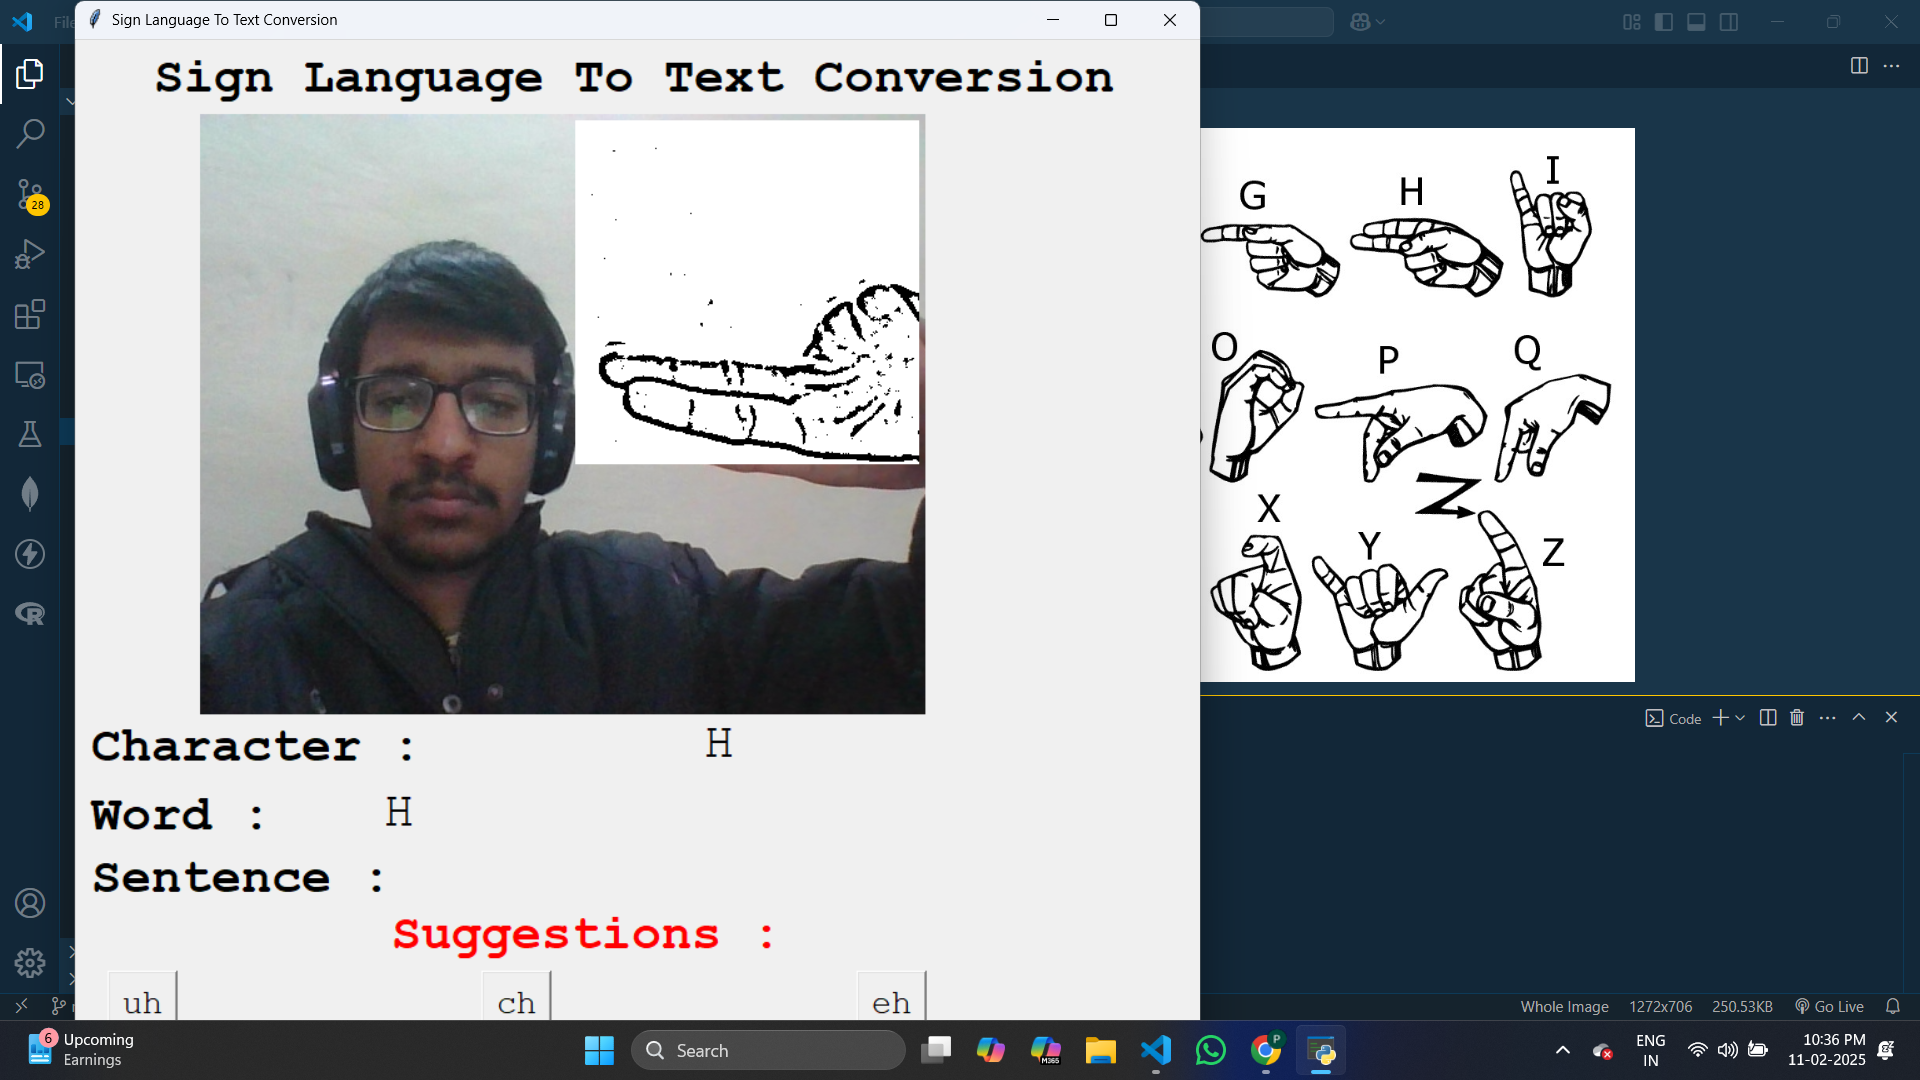 File
Sign Language To Text Conversion
Sign Language To Text Conversion
G
H
I
O
P
Q
X
Y
Z
Character : H
Word : H
Sentence :
Suggestions :
uh
ch
eh
28
Code
Whole Image
1272x706
250.53KB
Go Live
6
Upcoming
Earnings
Search
M365
P
ENG
IN
10:36 PM
11-02-2025